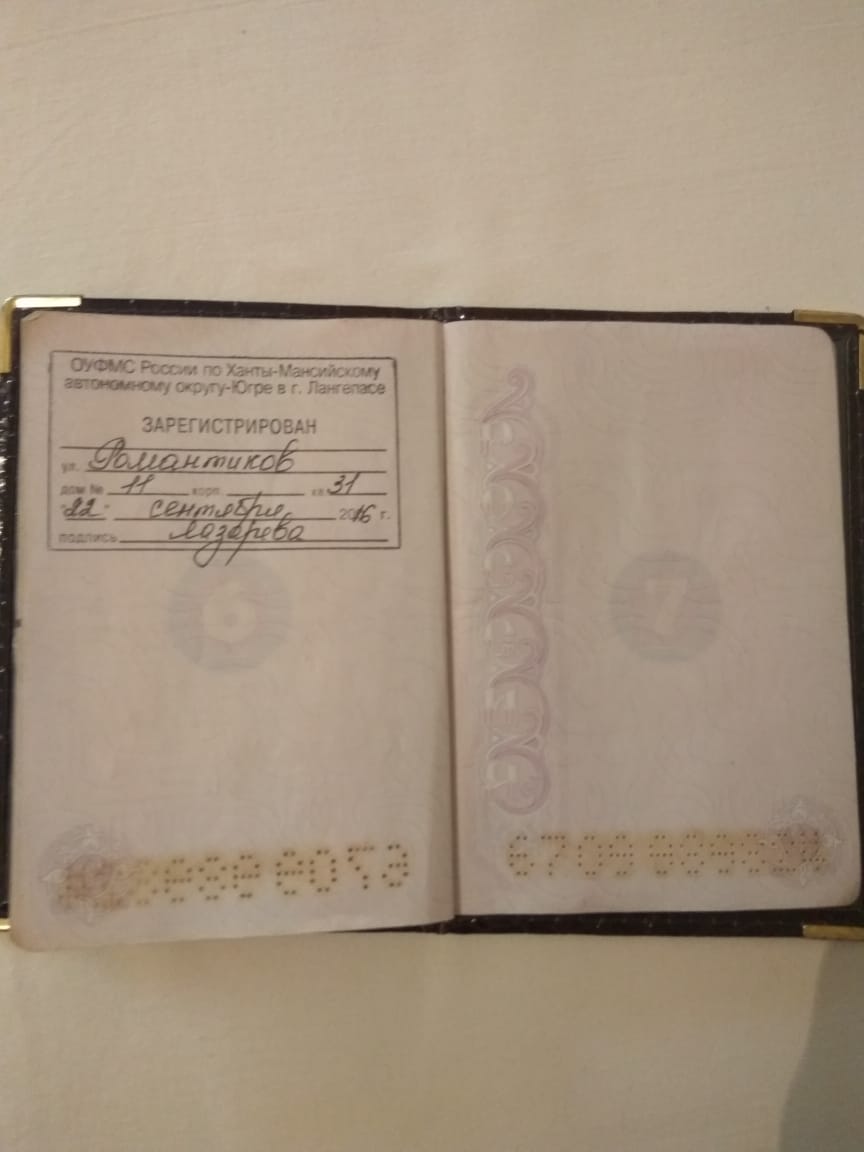 ОУФМС России по Ханты-Мансийскому
автономному округу-Югре в г. Лангепасе
ЗАРЕГИСТРИРОВАН
ул. Романтиков
дом № 11 корп. кв. 31
"22" сентября 2016 г.
подпись Лазарева
6
7